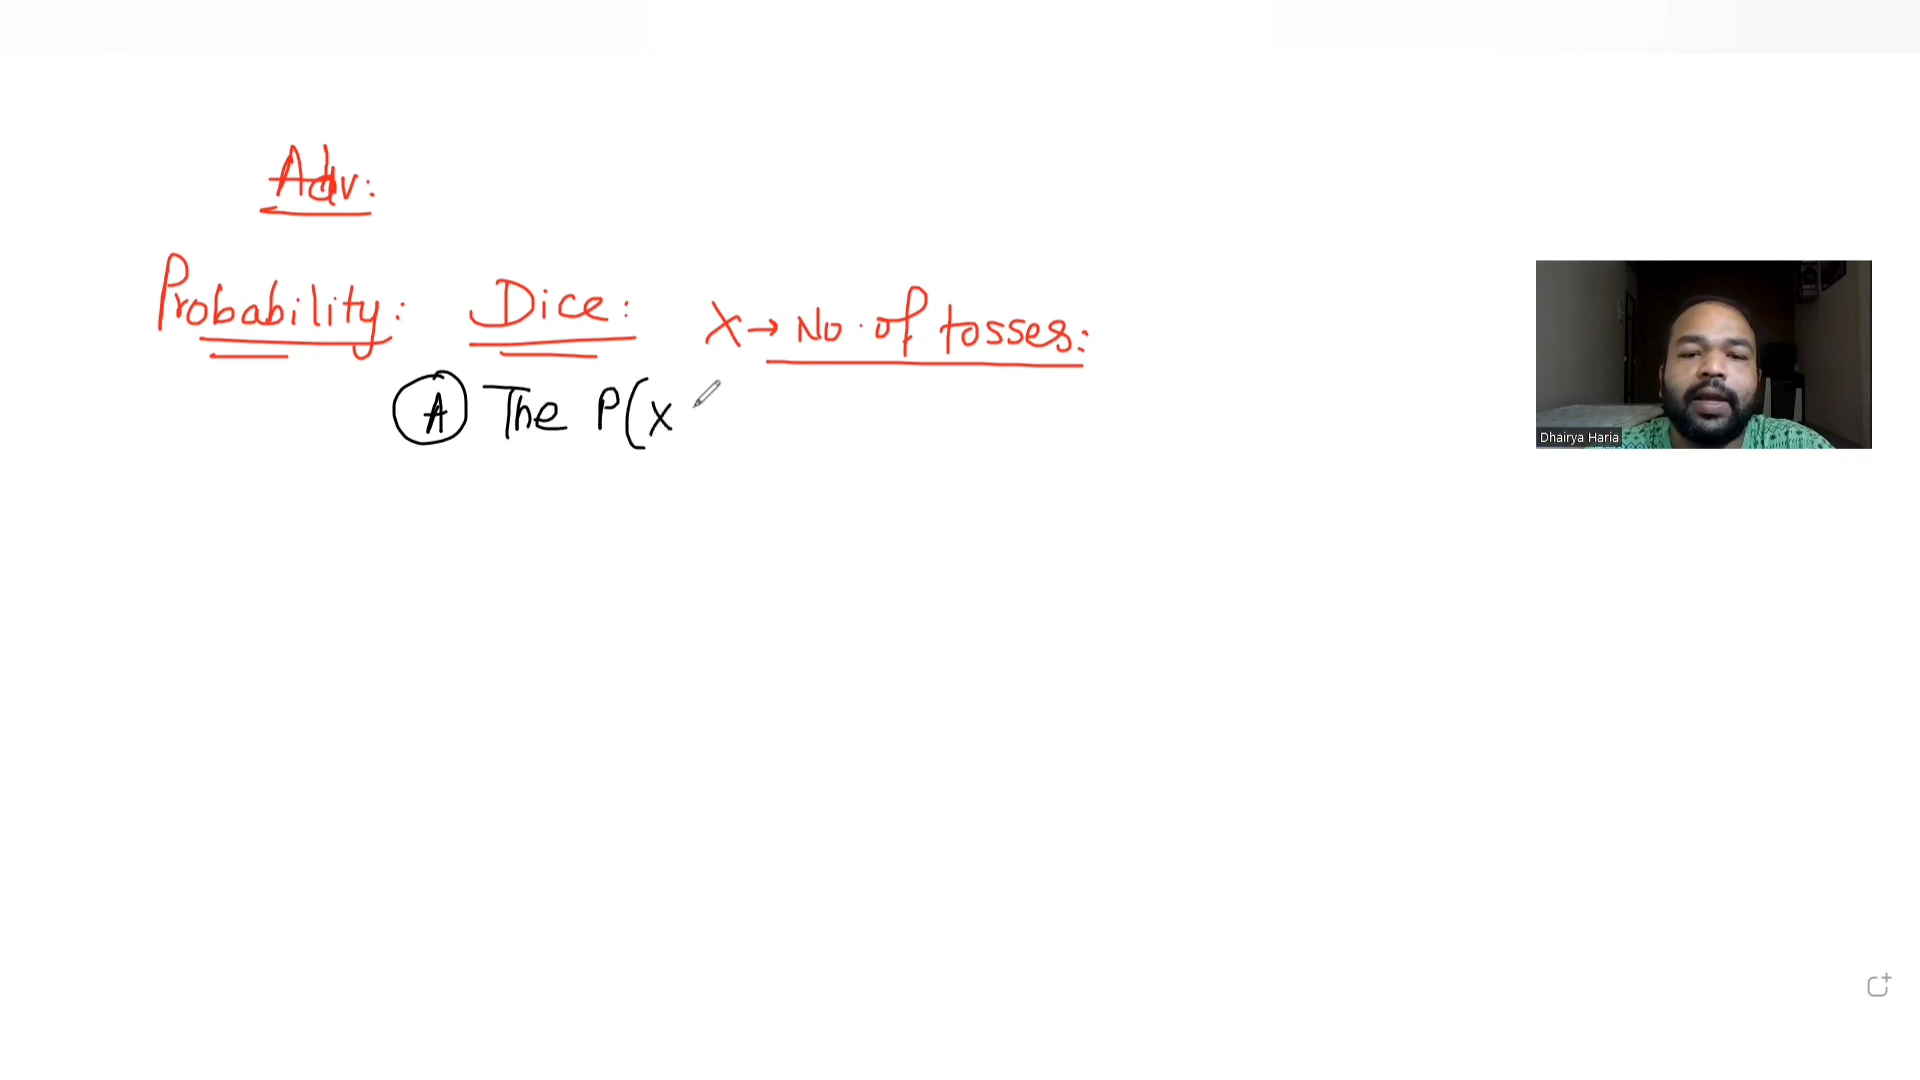 Adv:
Probability: Dice: X→ No. of tosses:
A The P(X
Dhairya Haria